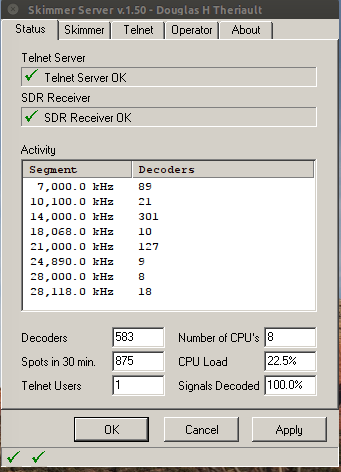 Skimmer Server v.1.50 - Douglas H Theriault
Status Skimmer Telnet Operator About
Telnet Server
Telnet Server OK
SDR Receiver
SDR Receiver OK
Activity
Segment Decoders
7,000.0 kHz 89
10,100.0 kHz 21
14,000.0 kHz 301
18,068.0 kHz 10
21,000.0 kHz 127
24,890.0 kHz 9
28,000.0 kHz 8
28,118.0 kHz 18
Decoders 583 Number of CPU's 8
Spots in 30 min. 875 CPU Load 22.5%
Telnet Users 1 Signals Decoded 100.0%
OK Cancel Apply